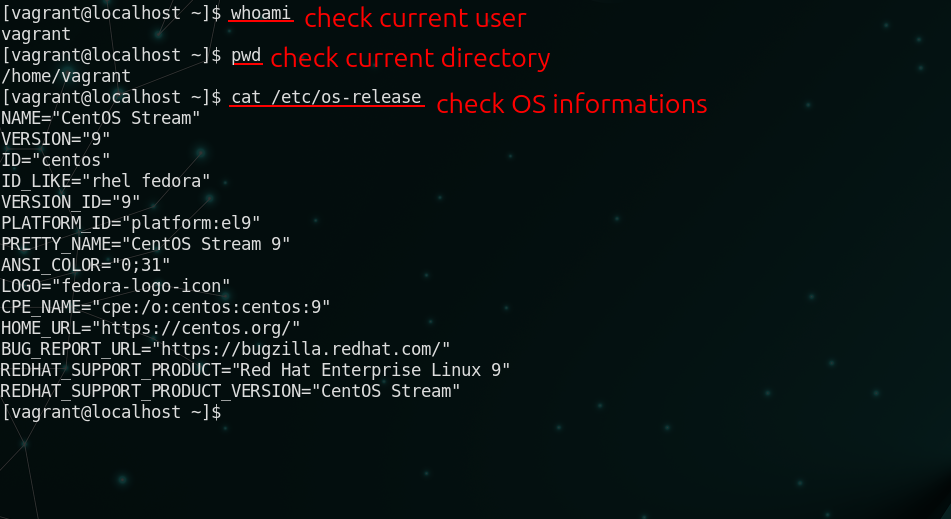 [vagrant@localhost ~]$ whoami check current user
vagrant
[vagrant@localhost ~]$ pwd check current directory
/home/vagrant
[vagrant@localhost ~]$ cat /etc/os-release check OS informations
NAME="CentOS Stream"
VERSION="9"
ID="centos"
ID_LIKE="rhel fedora"
VERSION_ID="9"
PLATFORM_ID="platform:el9"
PRETTY_NAME="CentOS Stream 9"
ANSI_COLOR="0;31"
LOGO="fedora-logo-icon"
CPE_NAME="cpe:/o:centos:centos:9"
HOME_URL="https://centos.org/"
BUG_REPORT_URL="https://bugzilla.redhat.com/"
REDHAT_SUPPORT_PRODUCT="Red Hat Enterprise Linux 9"
REDHAT_SUPPORT_PRODUCT_VERSION="CentOS Stream"
[vagrant@localhost ~]$